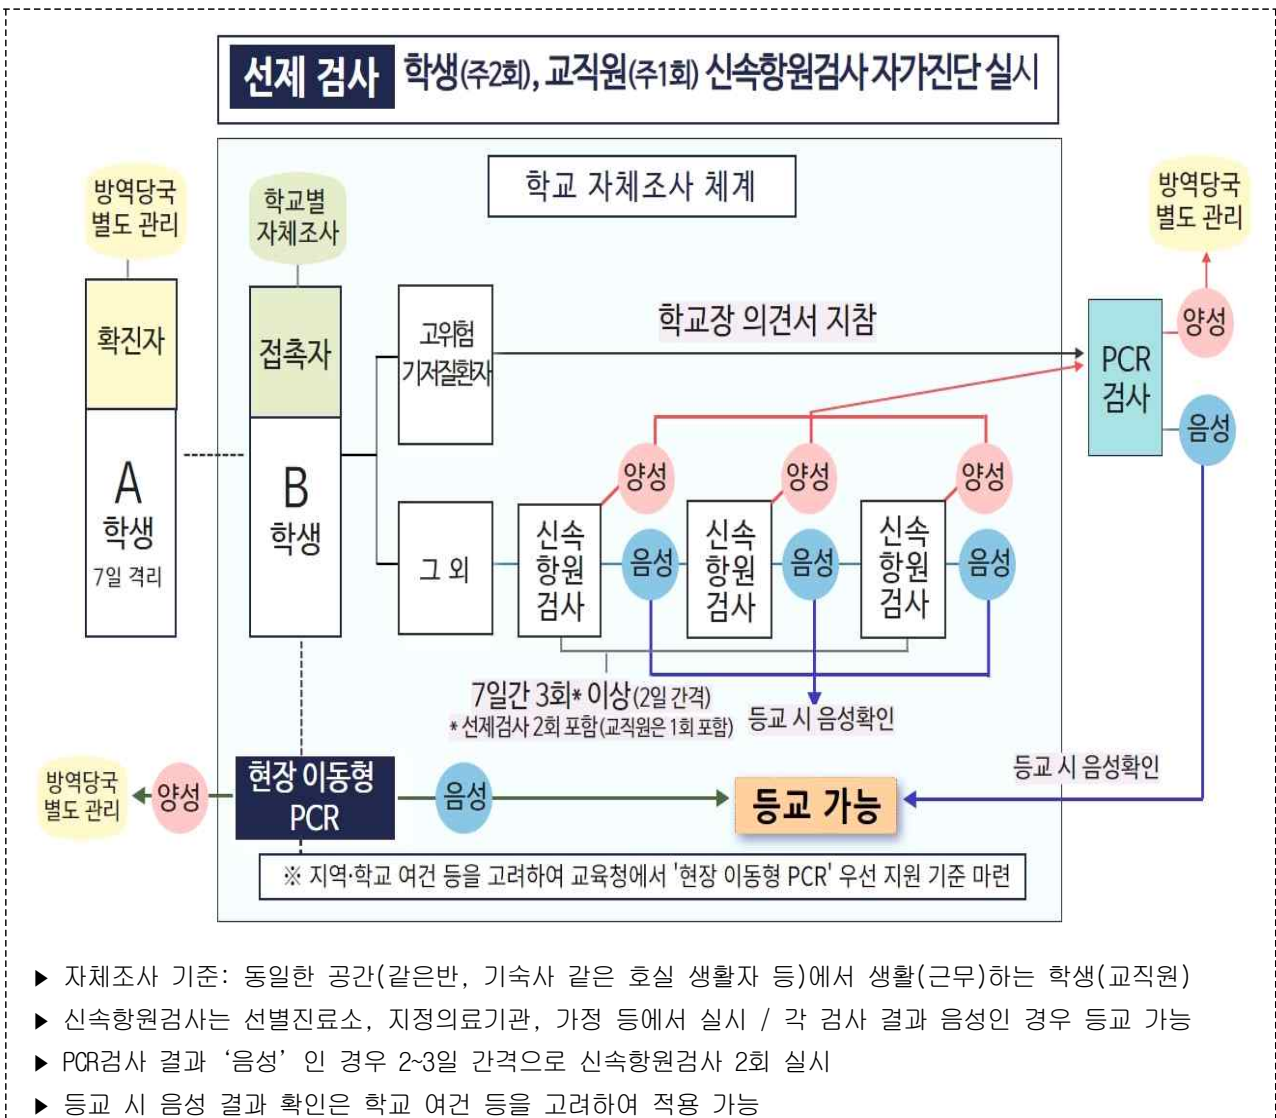 선제 검사 학생(주2회), 교직원(주1회) 신속항원검사 자가진단 실시
학교 자체조사 체계
방역당국
별도 관리
학교별
자체조사
방역당국
별도 관리
확진자
접촉자
고위험
기저질환자
학교장 의견서 지참
PCR
검사
양성
음성
A
학생
7일 격리
B
학생
그 외
신속
항원
검사
양성
음성
신속
항원
검사
양성
음성
신속
항원
검사
양성
음성
7일간 3회* 이상(2일 간격)
* 선제검사 2회 포함(교직원은 1회 포함)
등교 시 음성확인
등교 시 음성확인
방역당국
별도 관리
양성
현장 이동형
PCR
음성
등교 가능
※ 지역·학교 여건 등을 고려하여 교육청에서 '현장 이동형 PCR' 우선 지원 기준 마련
▶ 자체조사 기준: 동일한 공간(같은반, 기숙사 같은 호실 생활자 등)에서 생활(근무)하는 학생(교직원)
▶ 신속항원검사는 선별진료소, 지정의료기관, 가정 등에서 실시 / 각 검사 결과 음성인 경우 등교 가능
▶ PCR검사 결과 ‘음성’인 경우 2~3일 간격으로 신속항원검사 2회 실시
▶ 등교 시 음성 결과 확인은 학교 여건 등을 고려하여 적용 가능